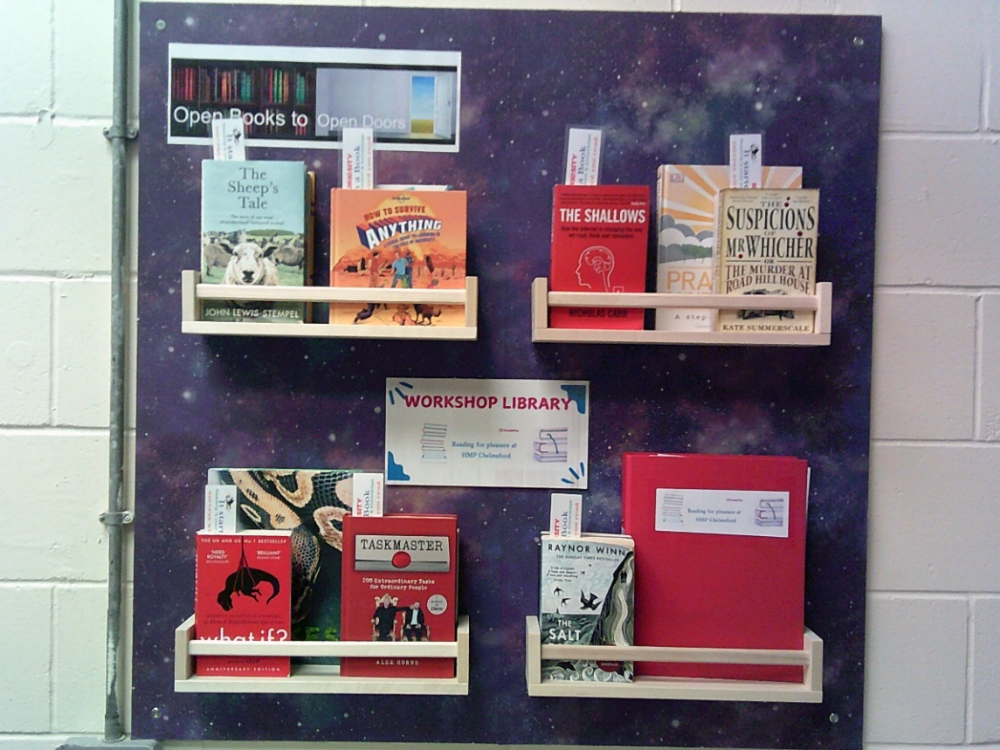 Open Books to Open Doors
The
Sheep's
Tale
The story of our most
misunderstood farmyard animal
JOHN LEWIS-STEMPEL
HOW TO SURVIVE
ANYTHING
THE SHALLOWS
How the internet is changing the way
we read, think and remember
NICHOLAS CARR
DK
PRA
A step
THE
SUSPICIONS
OF
MR WHICHER
OR
THE MURDER AT
ROAD HILL HOUSE
KATE SUMMERSCALE
WORKSHOP LIBRARY
Reading for pleasure at
HMP Chelmsford
THE UK AND US No. 1 BESTSELLER
'NERD
ROYALTY'
'BRILLIANT'
what if?
ANNIVERSARY EDITION
TASKMASTER
200 Extraordinary Tasks
for Ordinary People
ALEX HORNE
RAYNOR WINN
THE SUNDAY TIMES BESTSELLER
THE
SALT
Reading for pleasure at
HMP Chelmsford